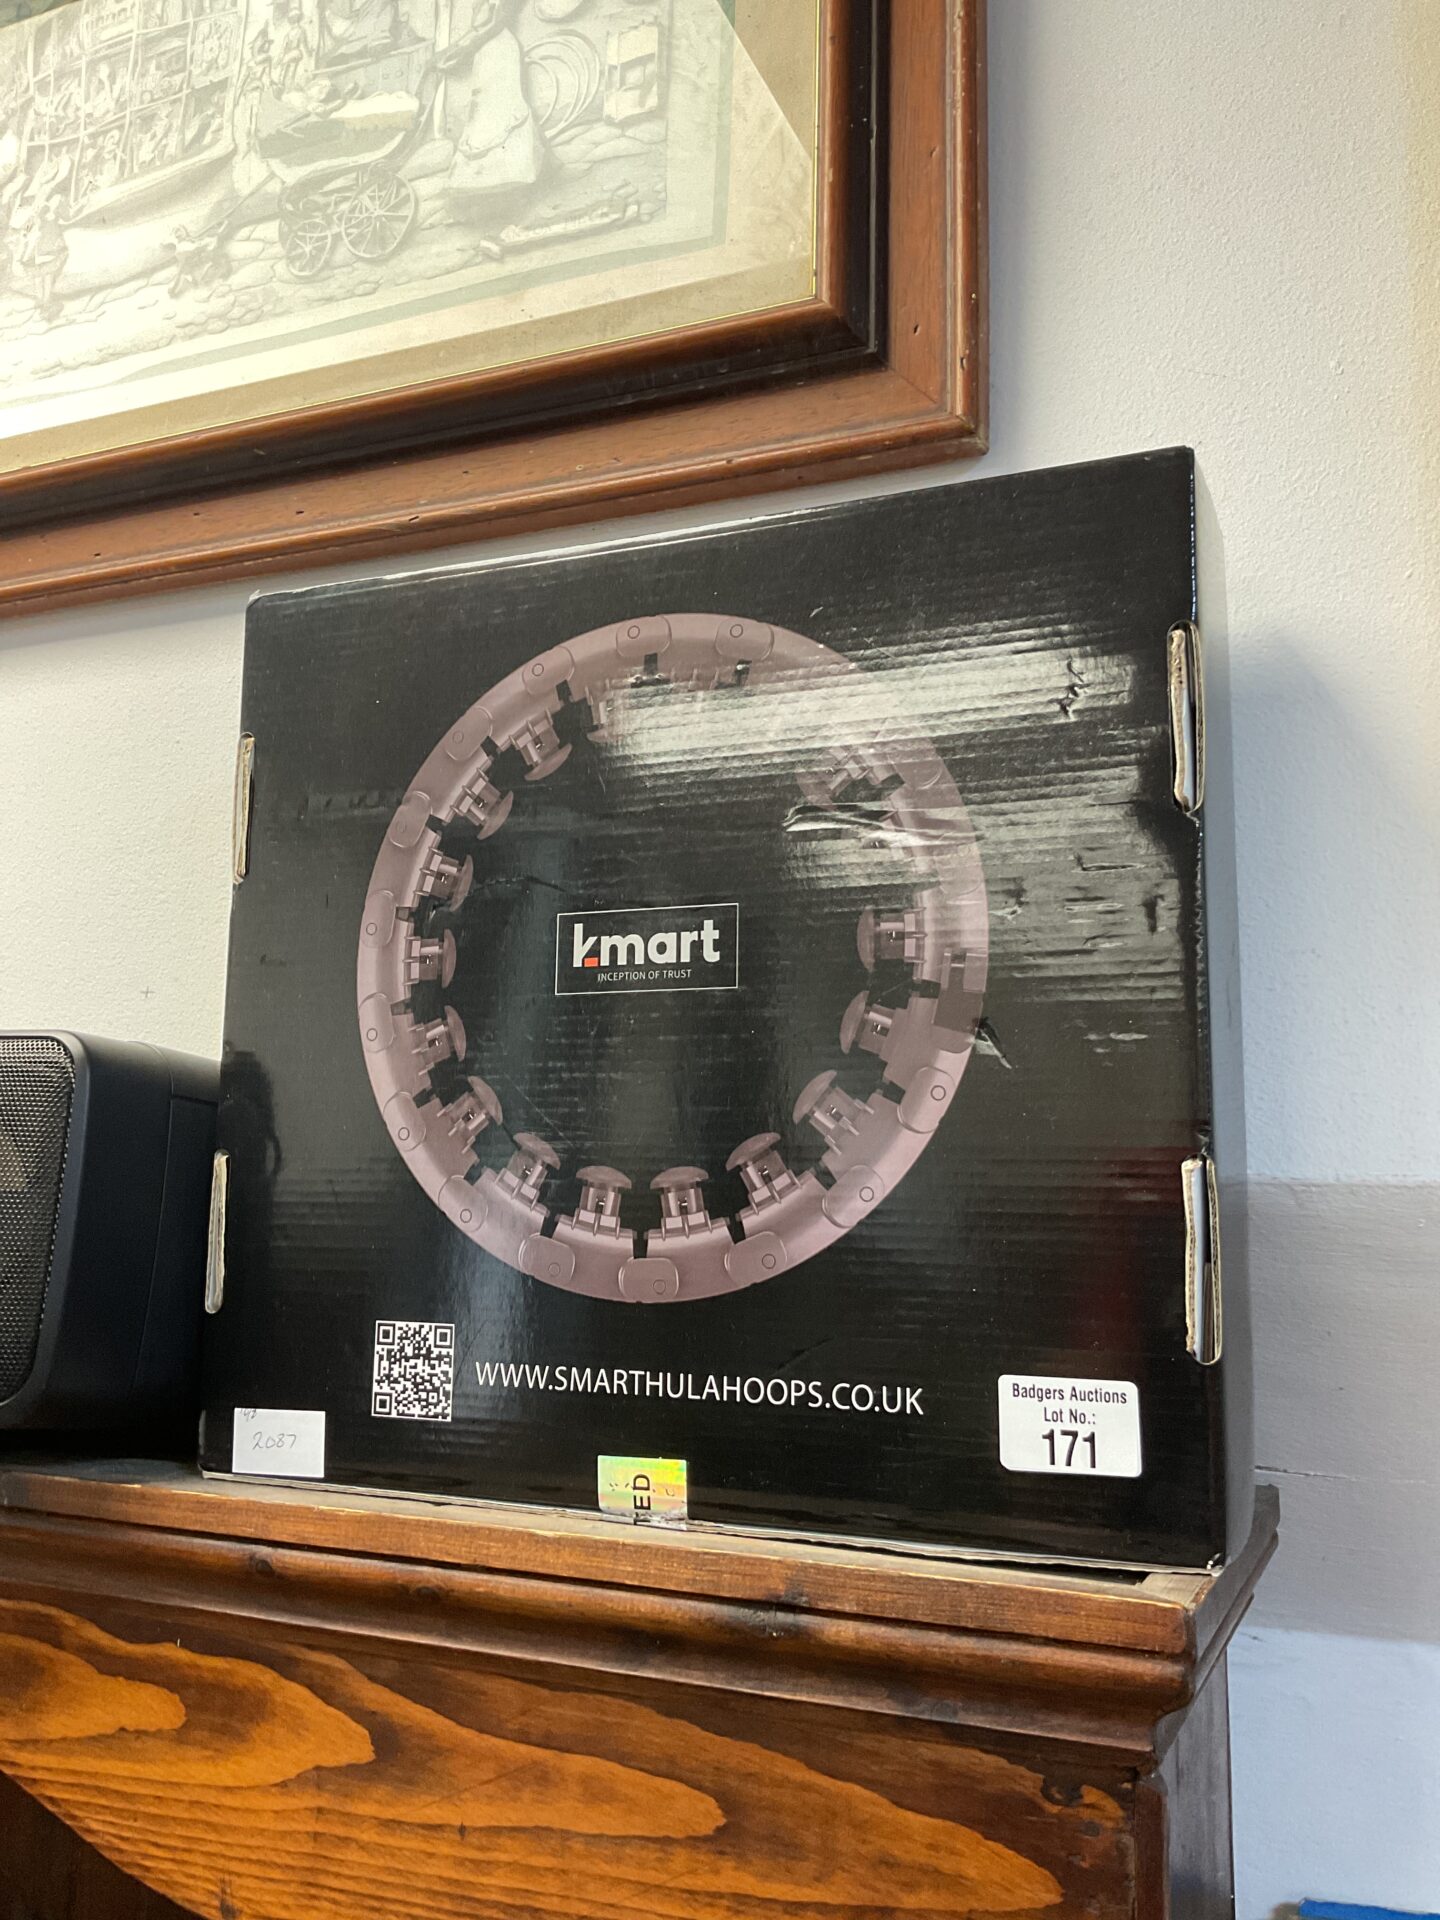 kmart
INCEPTION OF TRUST
WWW.SMARTHULAHOOPS.CO.UK
Badgers Auctions
Lot No.:
171
2087
ED